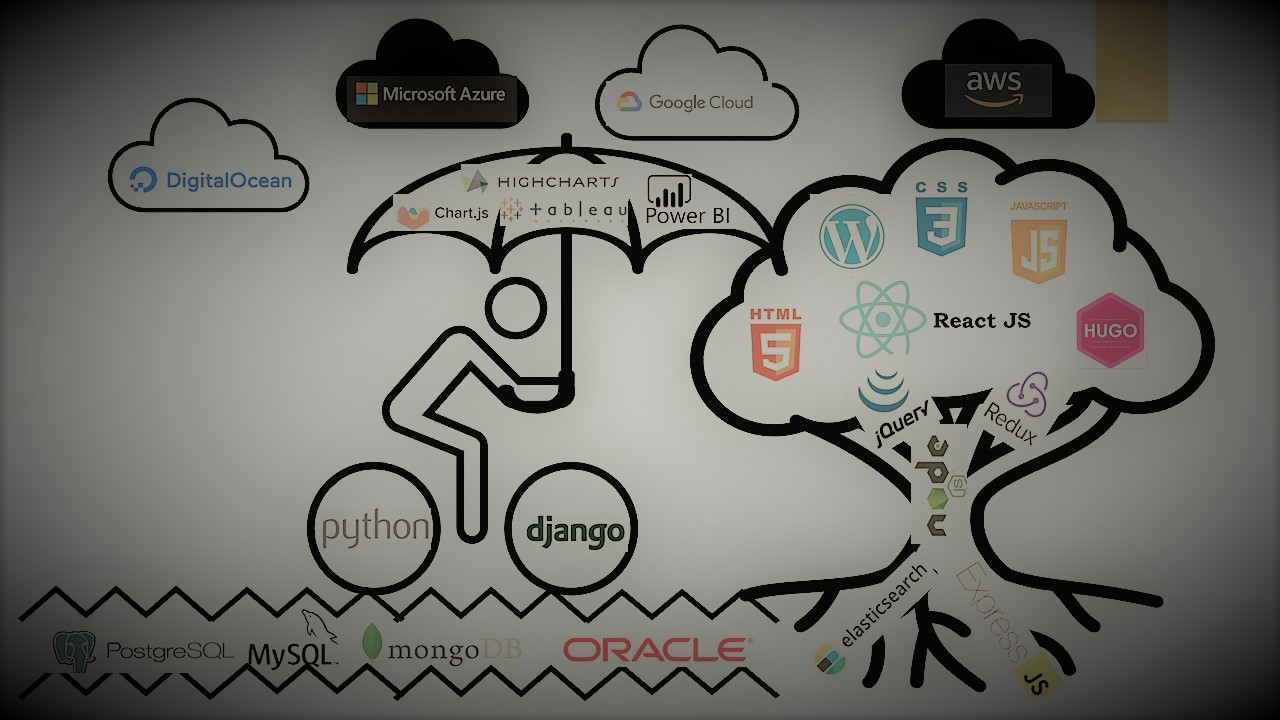 Microsoft Azure
Google Cloud
aws
DigitalOcean
HIGHCHARTS
Chart.js
+ableau
Power BI
CSS
3
JAVASCRIPT
JS
W
HTML
5
React JS
HUGO
jQuery
Redux
node
JS
python
django
elasticsearch
Express
JS
PostgreSQL
MySQL
mongoDB
ORACLE